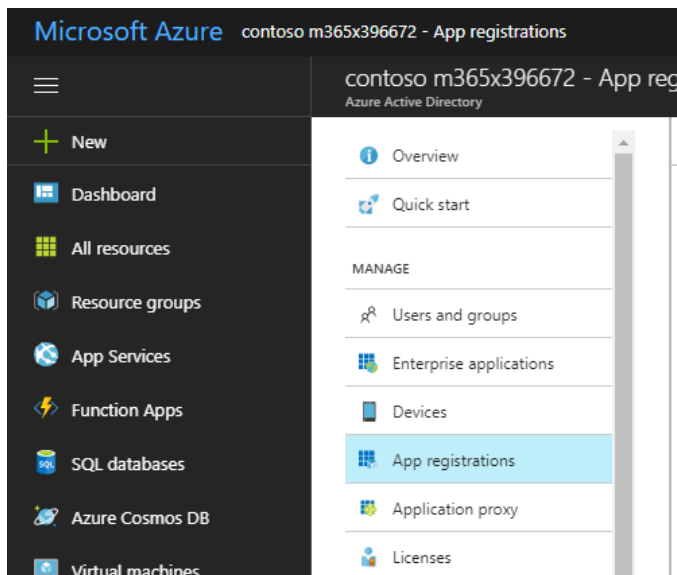 Microsoft Azure contoso m365x396672 - App registrations
contoso m365x396672 - App reg
Azure Active Directory
New
Dashboard
All resources
Resource groups
App Services
Function Apps
SQL databases
Azure Cosmos DB
Virtual machines
Overview
Quick start
MANAGE
Users and groups
Enterprise applications
Devices
App registrations
Application proxy
Licenses